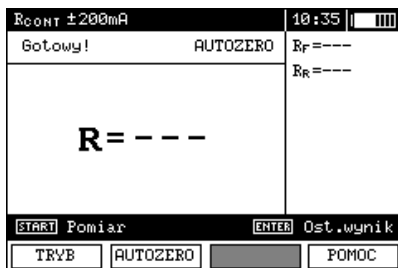 RCONT ±200mA 10:35
Gotowy! AUTOZERO RF=---
RR=---
R=---
START Pomiar ENTER Ost.wynik
TRYB AUTOZERO POMOC